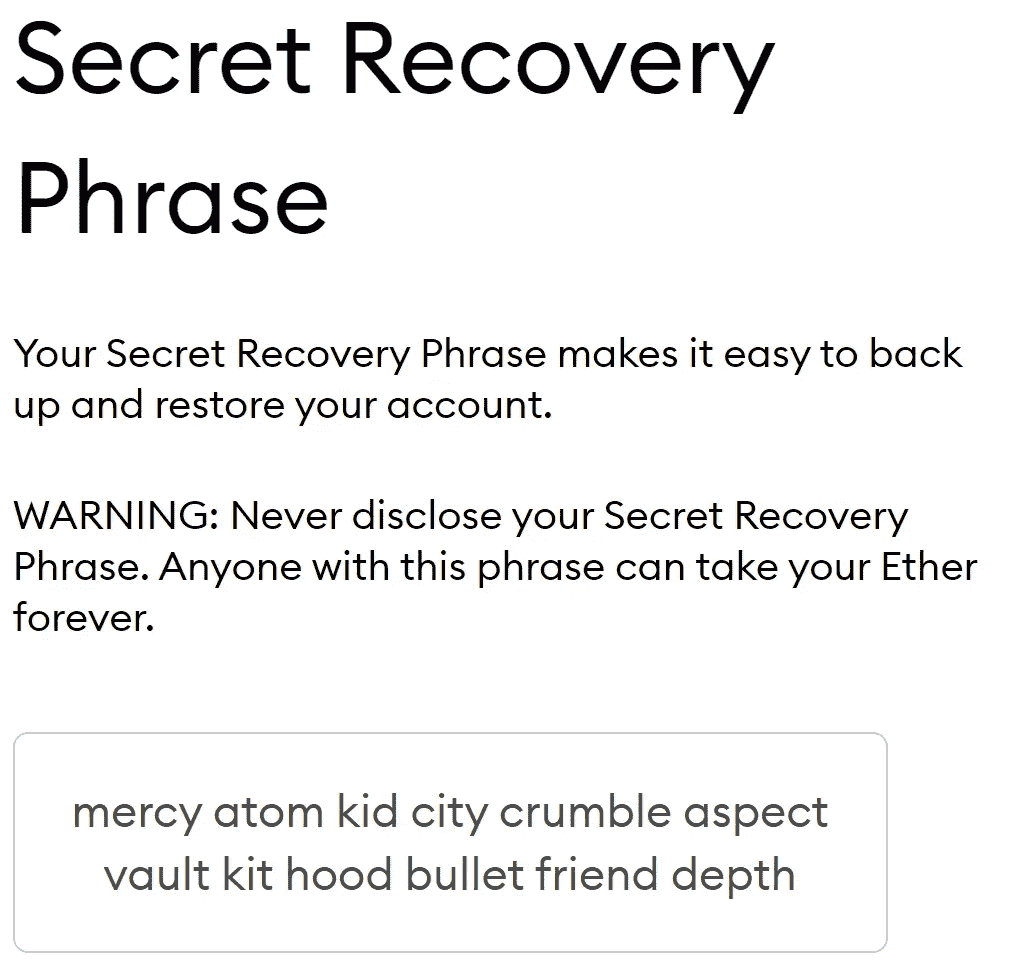 Secret Recovery
Phrase
Your Secret Recovery Phrase makes it easy to back
up and restore your account.
WARNING: Never disclose your Secret Recovery
Phrase. Anyone with this phrase can take your Ether
forever.
mercy atom kid city crumble aspect
vault kit hood bullet friend depth